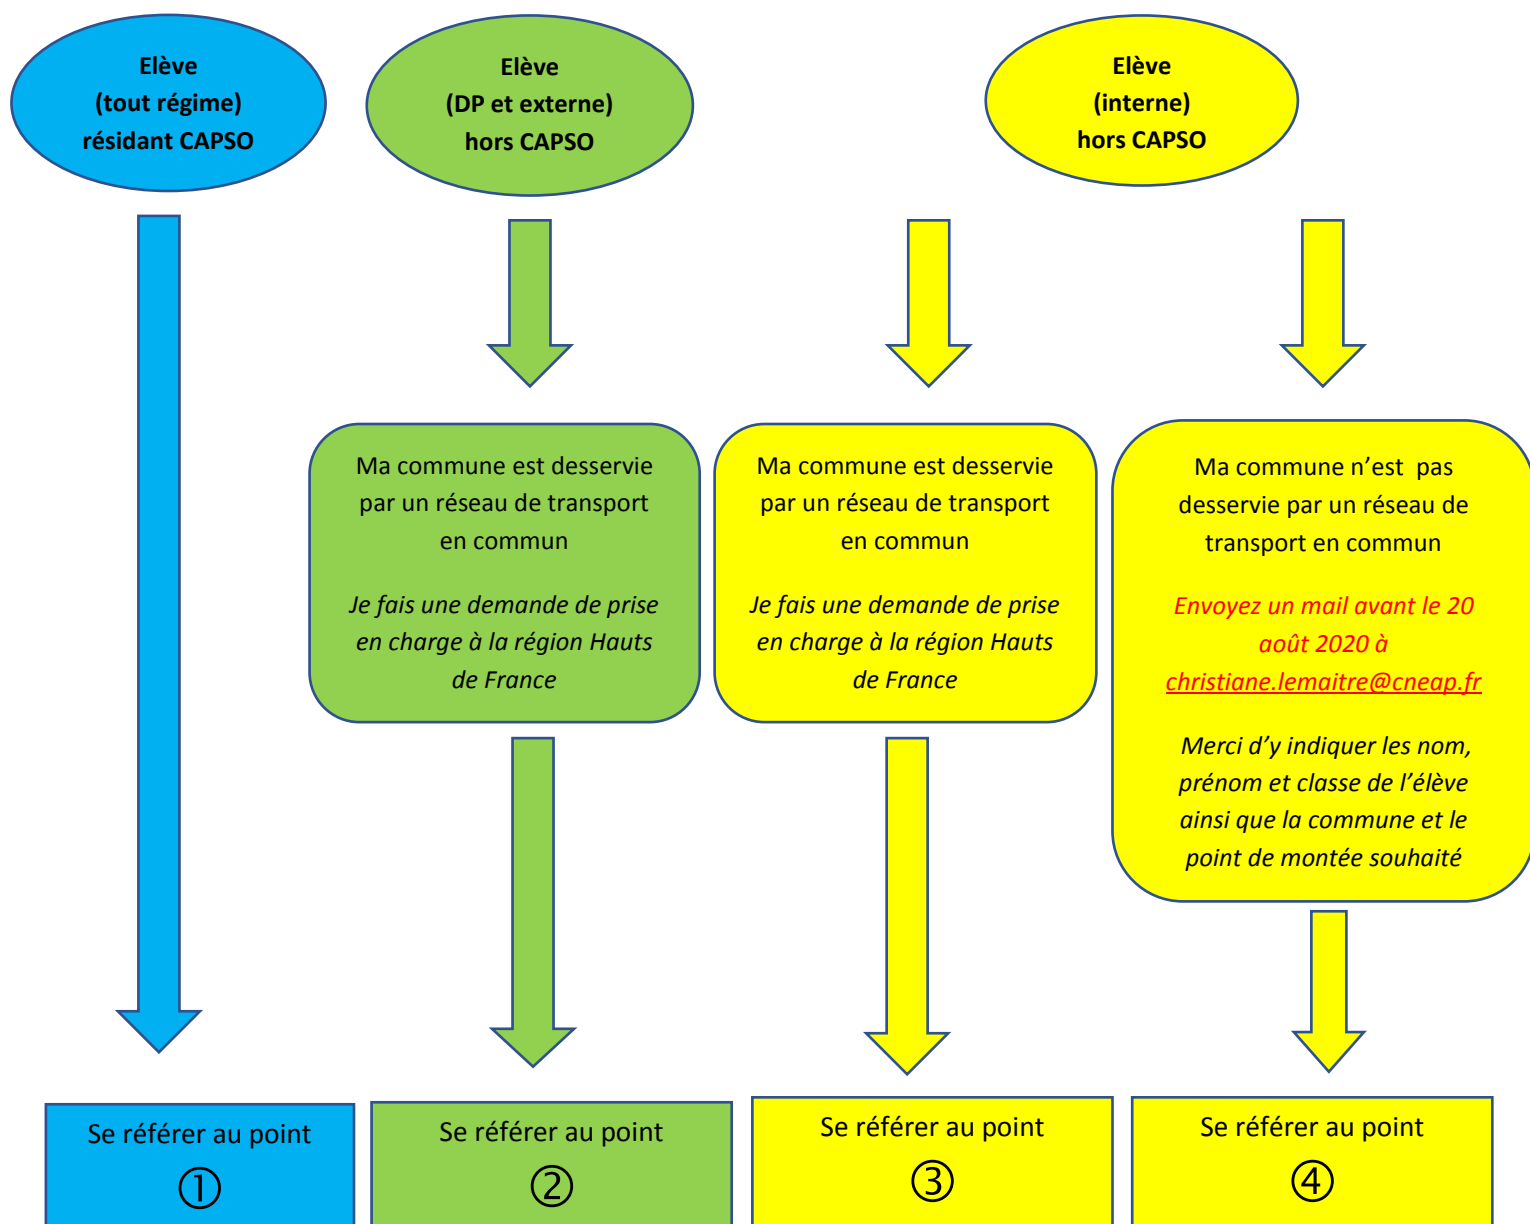 Elève
(tout régime)
résidant CAPSO
Elève
(DP et externe)
hors CAPSO
Elève
(interne)
hors CAPSO
Ma commune est desservie
par un réseau de transport
en commun
Je fais une demande de prise
en charge à la région Hauts
de France
Ma commune est desservie
par un réseau de transport
en commun
Je fais une demande de prise
en charge à la région Hauts
de France
Ma commune n’est  pas
desservie par un réseau de
transport en commun
Envoyez un mail avant le 20
août 2020 à
christiane.lemaitre@cneap.fr
Merci d’y indiquer les nom,
prénom et classe de l’élève
ainsi que la commune et le
point de montée souhaité
Se référer au point
①
Se référer au point
②
Se référer au point
③
Se référer au point
④